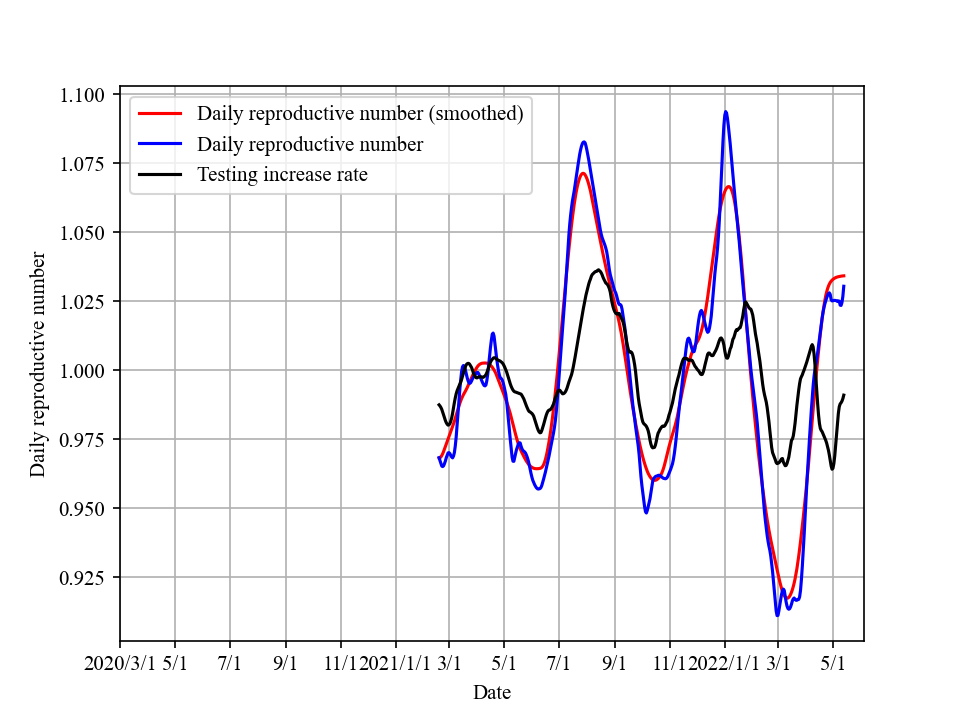 Daily reproductive number (smoothed)
Daily reproductive number
Testing increase rate
1.100
1.075
1.050
1.025
1.000
0.975
0.950
0.925
Daily reproductive number
2020/3/1 5/1 7/1 9/1 11/1 2021/1/1 3/1 5/1 7/1 9/1 11/1 2022/1/1 3/1 5/1
Date